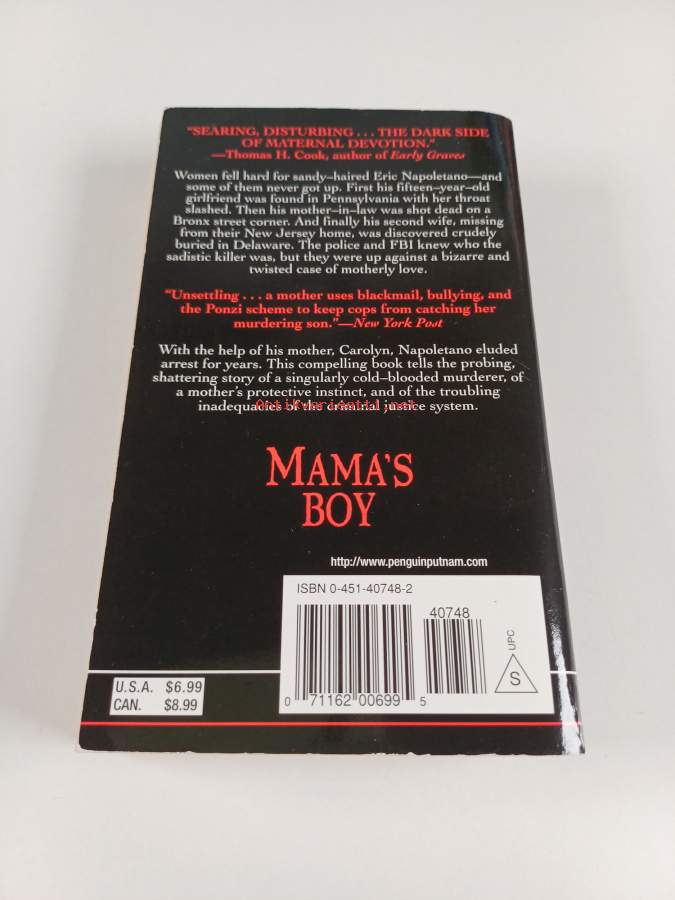 "SEARING, DISTURBING . . . THE DARK SIDE
OF MATERNAL DEVOTION."
—Thomas H. Cook, author of Early Graves
Women fell hard for sandy-haired Eric Napoletano—and
some of them never got up. First his fifteen-year-old
girlfriend was found in Pennsylvania with her throat
slashed. Then his mother-in-law was shot dead on a
Bronx street corner. And finally his second wife, missing
from their New Jersey home, was discovered crudely
buried in Delaware. The police and FBI knew who the
sadistic killer was, but they were up against a bizarre and
twisted case of motherly love.
"Unsettling . . . a mother uses blackmail, bullying, and
the Ponzi scheme to keep cops from catching her
murdering son."—New York Post
With the help of his mother, Carolyn, Napoletano eluded
arrest for years. This compelling book tells the probing,
shattering story of a singularly cold-blooded murderer, of
a mother's protective instinct, and of the troubling
inadequacies of the criminal justice system.
Antikvariaatti.net
MAMA'S
BOY
http://www.penguinputnam.com
ISBN 0-451-40748-2
40748
UPC
S
0 71162 00699 5
U.S.A. $6.99
CAN. $8.99